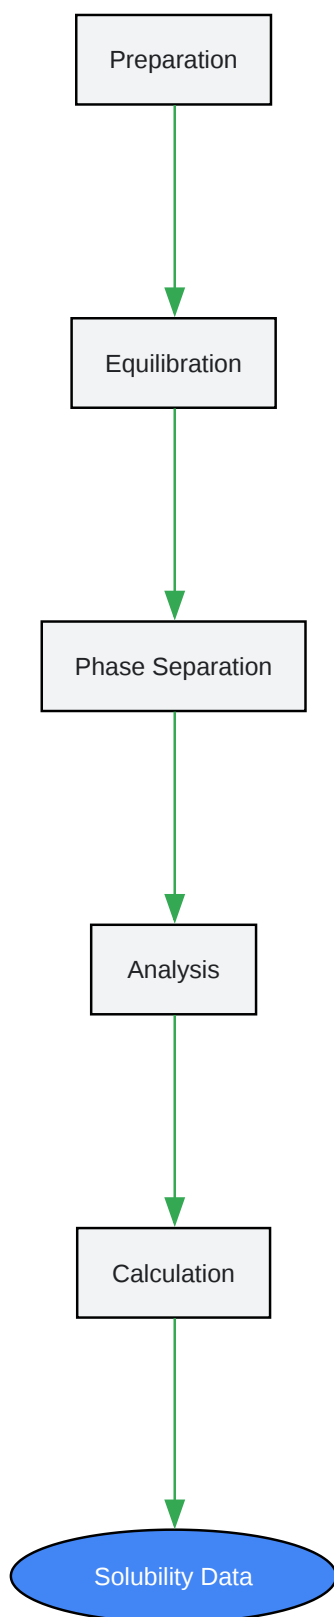 Preparation
Equilibration
Phase Separation
Analysis
Calculation
Solubility Data